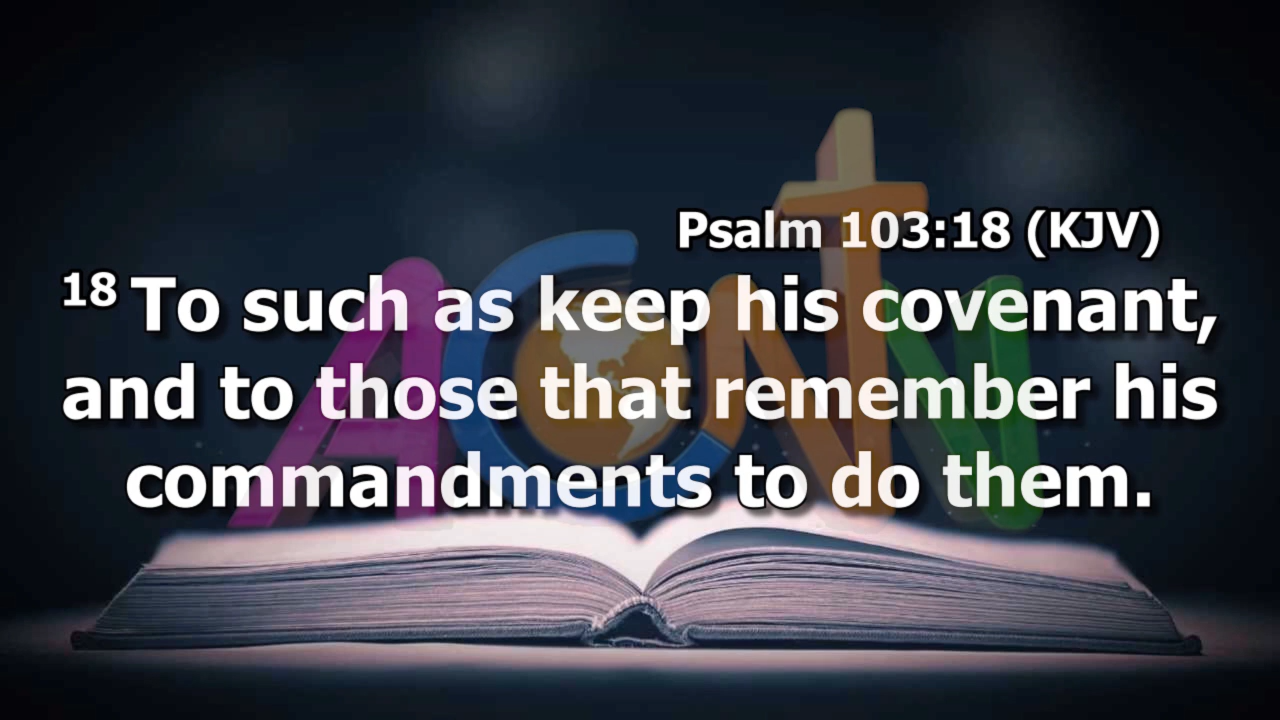 Psalm 103:18 (KJV)
18 To such as keep his covenant,
and to those that remember his
commandments to do them.
ACNTV